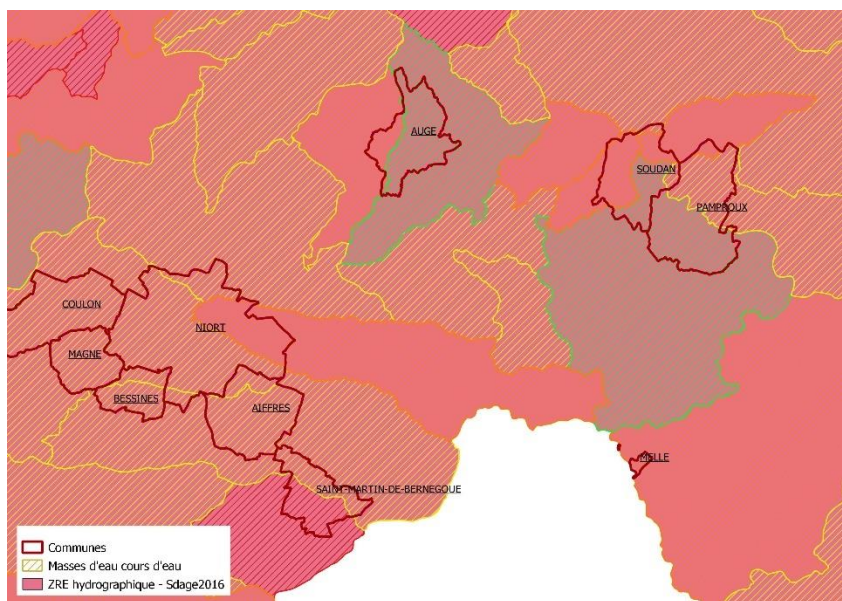 AUGE
SOUDAN
PAMPROUX
COULON
NIORT
MAGNE
BESSINES
AIFFRES
MELLE
SAINT-MARTIN-DE-BERNEGOUE
Communes
Masses d'eau cours d'eau
ZRE hydrographique - Sdage2016